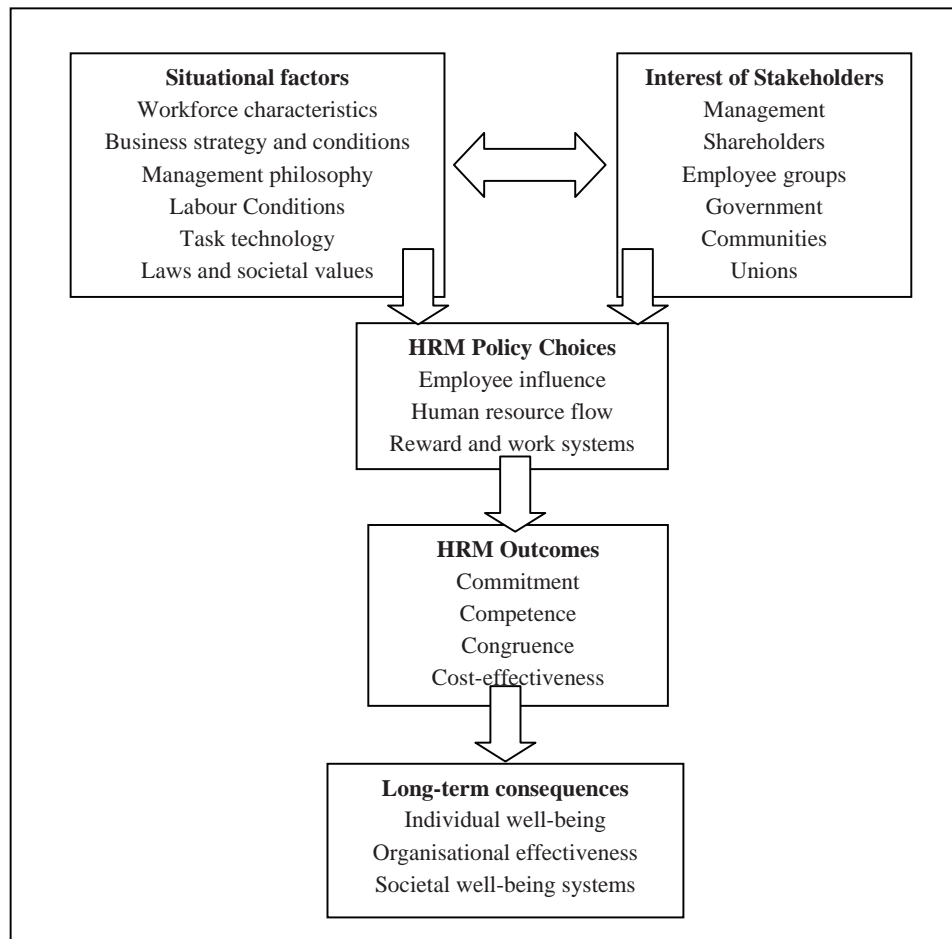 Situational factors
Workforce characteristics
Business strategy and conditions
Management philosophy
Labour Conditions
Task technology
Laws and societal values
Interest of Stakeholders
Management
Shareholders
Employee groups
Government
Communities
Unions
HRM Policy Choices
Employee influence
Human resource flow
Reward and work systems
HRM Outcomes
Commitment
Competence
Congruence
Cost-effectiveness
Long-term consequences
Individual well-being
Organisational effectiveness
Societal well-being systems